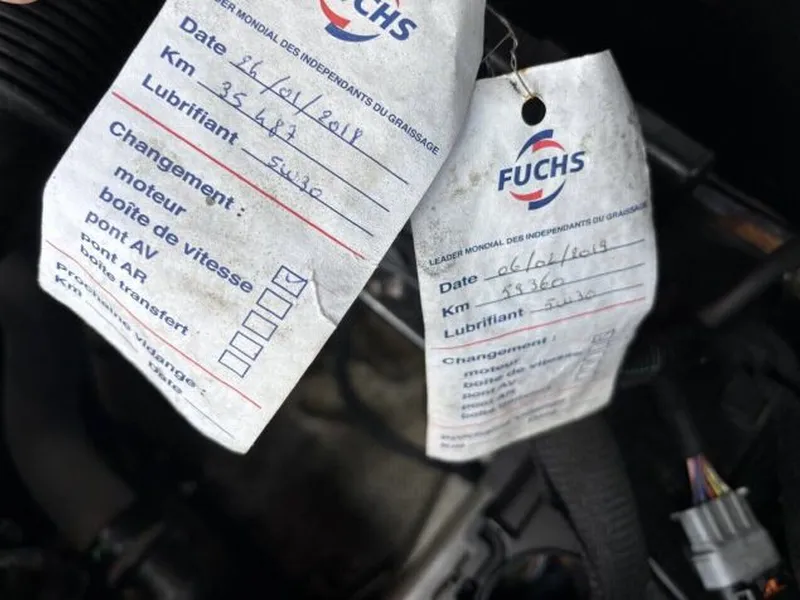 FUCHS
LEADER MONDIAL DES INDEPENDANTS DU GRAISSAGE
Date 26/01/2018
Km 35 487
Lubrifiant 5W30
Changement :
moteur
boîte de vitesse
pont AV
pont AR
boîte transfert
Prochaine vidange :
Km
Date
FUCHS
LEADER MONDIAL DES INDEPENDANTS DU GRAISSAGE
Date 06/02/2019
Km 59360
Lubrifiant 5W30
Changement :
moteur
boîte de vitesse
pont AV
pont AR